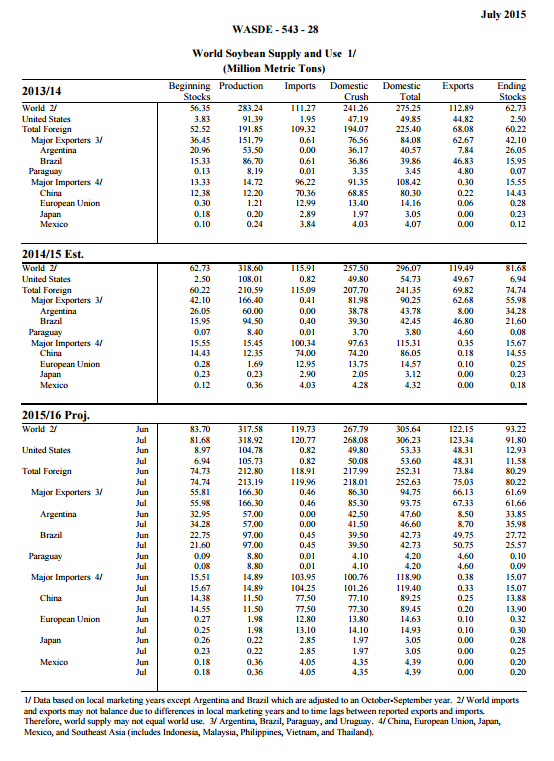 July 2015
WASDE - 543 - 28
World Soybean Supply and Use 1/
(Million Metric Tons)
2013/14 Beginning Stocks Production Imports Domestic Crush Domestic Total Exports Ending Stocks
World 2/ 56.35 283.24 111.27 241.26 275.25 112.89 62.73
United States 3.83 91.39 1.95 47.19 49.85 44.82 2.50
Total Foreign 52.52 191.85 109.32 194.07 225.40 68.08 60.22
Major Exporters 3/ 36.45 151.79 0.61 76.56 84.08 62.67 42.10
Argentina 20.96 53.50 0.00 36.17 40.57 7.84 26.05
Brazil 15.33 86.70 0.61 36.86 39.86 46.83 15.95
Paraguay 0.13 8.19 0.01 3.35 3.45 4.80 0.07
Major Importers 4/ 13.33 14.72 96.22 91.35 108.42 0.30 15.55
China 12.38 12.20 70.36 68.85 80.30 0.22 14.43
European Union 0.30 1.21 12.99 13.40 14.16 0.06 0.28
Japan 0.18 0.20 2.89 1.97 3.05 0.00 0.23
Mexico 0.10 0.24 3.84 4.03 4.07 0.00 0.12
2014/15 Est.
World 2/ 62.73 318.60 115.91 257.50 296.07 119.49 81.68
United States 2.50 108.01 0.82 49.80 54.73 49.67 6.94
Total Foreign 60.22 210.59 115.09 207.70 241.35 69.82 74.74
Major Exporters 3/ 42.10 166.40 0.41 81.98 90.25 62.68 55.98
Argentina 26.05 60.00 0.00 38.78 43.78 8.00 34.28
Brazil 15.95 94.50 0.40 39.30 42.45 46.80 21.60
Paraguay 0.07 8.40 0.01 3.70 3.80 4.60 0.08
Major Importers 4/ 15.55 15.45 100.34 97.63 115.31 0.35 15.67
China 14.43 12.35 74.00 74.20 86.05 0.18 14.55
European Union 0.28 1.69 12.95 13.75 14.57 0.10 0.25
Japan 0.23 0.23 2.90 2.05 3.12 0.00 0.23
Mexico 0.12 0.36 4.03 4.28 4.32 0.00 0.18
2015/16 Proj.
World 2/ Jun 83.70 317.58 119.73 267.79 305.64 122.15 93.22
Jul 81.68 318.92 120.77 268.08 306.23 123.34 91.80
United States Jun 8.97 104.78 0.82 49.80 53.33 48.31 12.93
Jul 6.94 105.73 0.82 50.08 53.60 48.31 11.58
Total Foreign Jun 74.73 212.80 118.91 217.99 252.31 73.84 80.29
Jul 74.74 213.19 119.96 218.01 252.63 75.03 80.22
Major Exporters 3/ Jun 55.81 166.30 0.46 86.30 94.75 66.13 61.69
Jul 55.98 166.30 0.46 85.30 93.75 67.33 61.66
Argentina Jun 32.95 57.00 0.00 42.50 47.60 8.50 33.85
Jul 34.28 57.00 0.00 41.50 46.60 8.70 35.98
Brazil Jun 22.75 97.00 0.45 39.50 42.73 49.75 27.72
Jul 21.60 97.00 0.45 39.50 42.73 50.75 25.57
Paraguay Jun 0.09 8.80 0.01 4.10 4.20 4.60 0.10
Jul 0.08 8.80 0.01 4.10 4.20 4.60 0.09
Major Importers 4/ Jun 15.51 14.89 103.95 100.76 118.90 0.38 15.07
Jul 15.67 14.89 104.25 101.26 119.40 0.33 15.07
China Jun 14.38 11.50 77.50 77.10 89.25 0.25 13.88
Jul 14.55 11.50 77.50 77.30 89.45 0.20 13.90
European Union Jun 0.27 1.98 12.80 13.80 14.63 0.10 0.32
Jul 0.25 1.98 13.10 14.10 14.93 0.10 0.30
Japan Jun 0.26 0.22 2.85 1.97 3.05 0.00 0.28
Jul 0.23 0.22 2.85 1.97 3.05 0.00 0.25
Mexico Jun 0.18 0.36 4.05 4.35 4.39 0.00 0.20
Jul 0.18 0.36 4.05 4.35 4.39 0.00 0.20
1/ Data based on local marketing years except Argentina and Brazil which are adjusted to an October-September year. 2/ World imports
and exports may not balance due to differences in local marketing years and to time lags between reported exports and imports.
Therefore, world supply may not equal world use. 3/ Argentina, Brazil, Paraguay, and Uruguay. 4/ China, European Union, Japan,
Mexico, and Southeast Asia (includes Indonesia, Malaysia, Philippines, Vietnam, and Thailand).